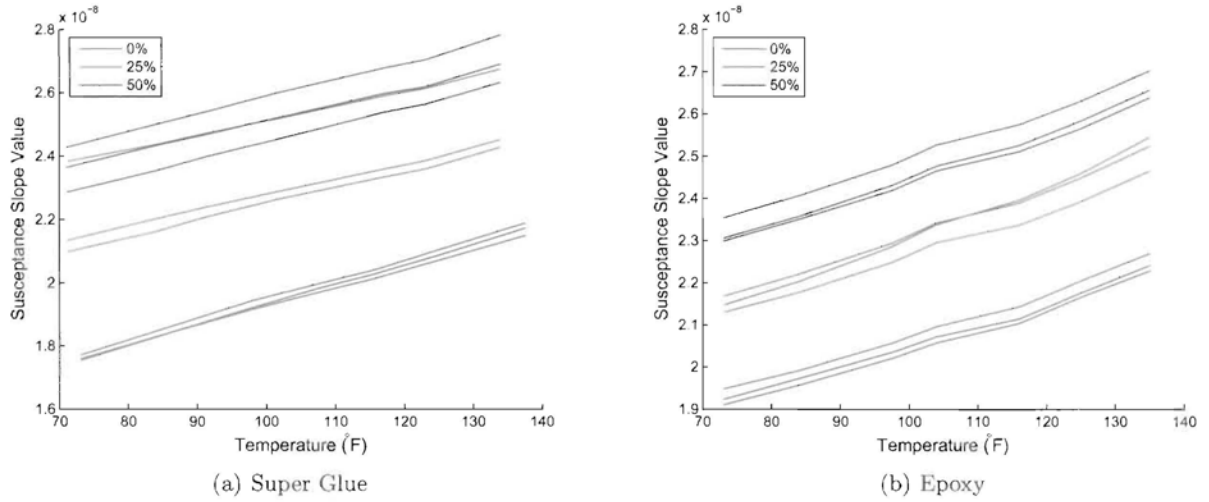 x 10⁻⁸
2.8
2.6
2.4
2.2
2
1.8
1.6
Susceptance Slope Value
0%
25%
50%
70 80 90 100 110 120 130 140
Temperature (°F)
(a) Super Glue
x 10⁻⁸
2.8
2.7
2.6
2.5
2.4
2.3
2.2
2.1
2
1.9
Susceptance Slope Value
0%
25%
50%
70 80 90 100 110 120 130 140
Temperature (°F)
(b) Epoxy